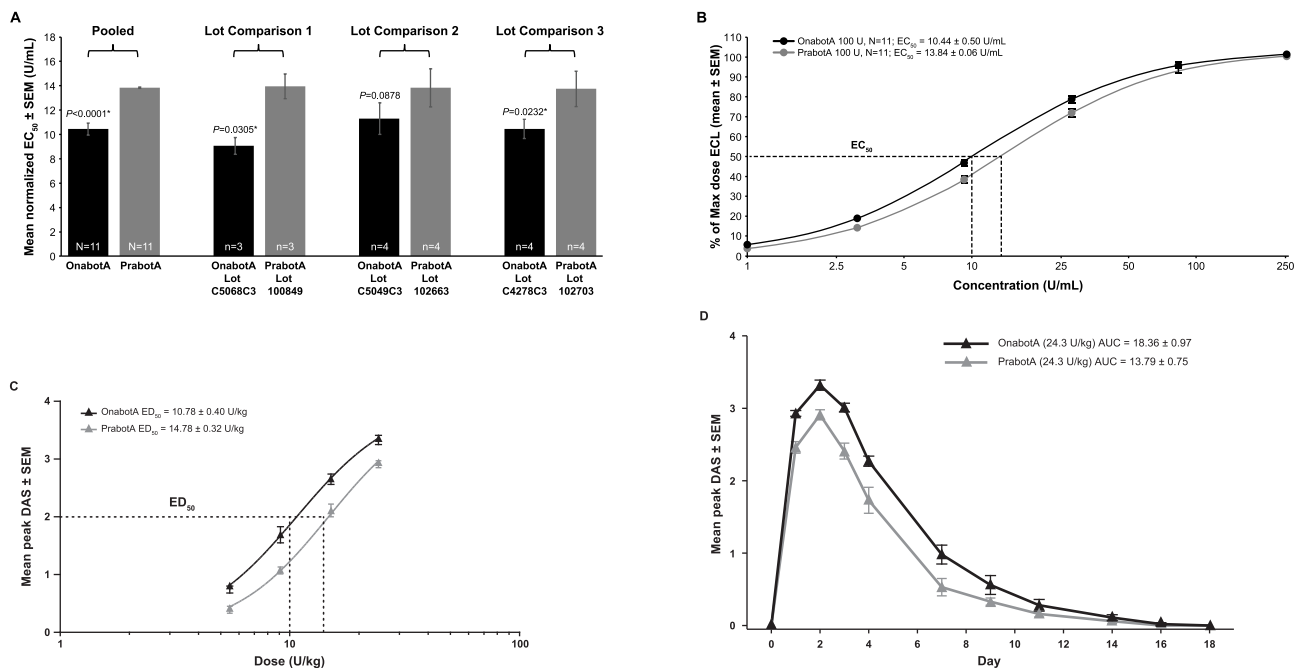 A
Pooled
Lot Comparison 1
Lot Comparison 2
Lot Comparison 3
Mean normalized EC50 ± SEM (U/mL)
18
16
14
12
10
8
6
4
2
0
P<0.0001*
P=0.0305*
P=0.0878
P=0.0232*
N=11
N=11
n=3
n=3
n=4
n=4
n=4
n=4
OnabotA
PrabotA
OnabotA
Lot
C5068C3
PrabotA
Lot
100849
OnabotA
Lot
C5049C3
PrabotA
Lot
102663
OnabotA
Lot
C4278C3
PrabotA
Lot
102703
B
OnabotA 100 U, N=11; EC50 = 10.44 ± 0.50 U/mL
PrabotA 100 U, N=11; EC50 = 13.84 ± 0.06 U/mL
% of Max dose ECL (mean ± SEM)
110
100
90
80
70
60
50
40
30
20
10
0
EC50
1
2.5
5
10
25
50
100
250
Concentration (U/mL)
C
OnabotA ED50 = 10.78 ± 0.40 U/kg
PrabotA ED50 = 14.78 ± 0.32 U/kg
Mean peak DAS ± SEM
4
3
2
1
0
ED50
1
10
100
Dose (U/kg)
D
OnabotA (24.3 U/kg) AUC = 18.36 ± 0.97
PrabotA (24.3 U/kg) AUC = 13.79 ± 0.75
Mean peak DAS ± SEM
4
3
2
1
0
0
2
4
6
8
10
12
14
16
18
Day